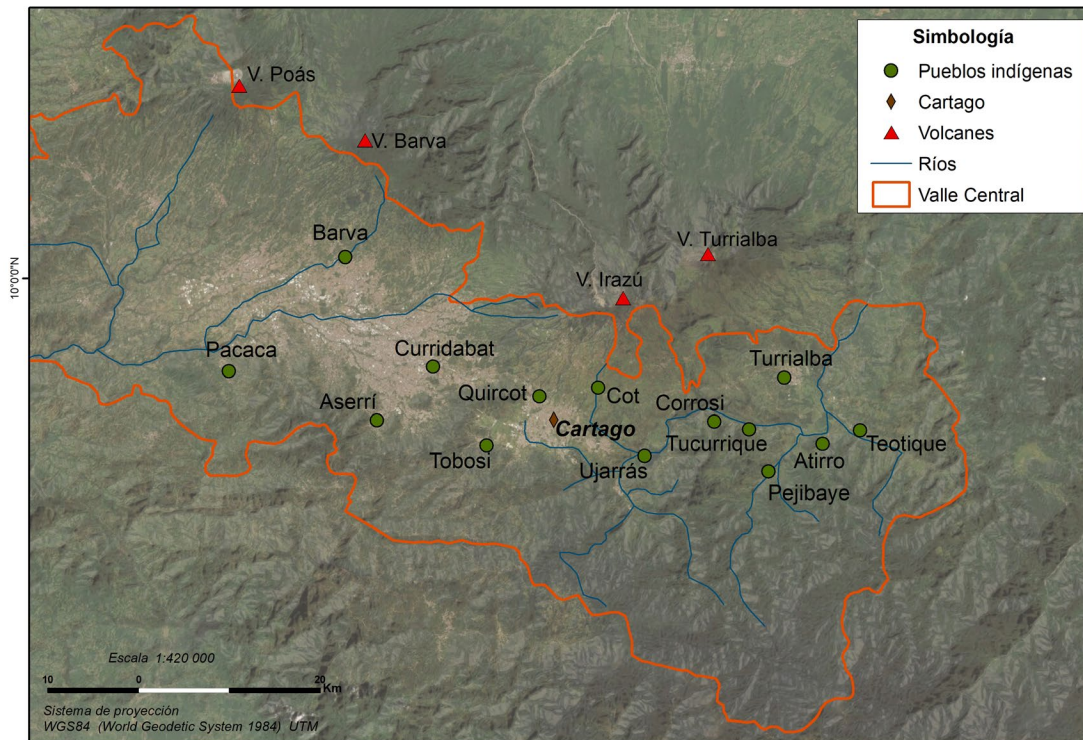 Simbología
Pueblos indígenas
Cartago
Volcanes
Ríos
Valle Central
V. Poás
V. Barva
Barva
V. Turrialba
V. Irazú
10°0'0"N
Pacaca
Curridabat
Turrialba
Aserrí
Quircot
Cot
Corrosi
Cartago
Tobosi
Ujarrás
Tucurrique
Atirro
Teotique
Pejibaye
Escala 1:420 000
10 0 20
Km
Sistema de proyección
WGS84 (World Geodetic System 1984) UTM